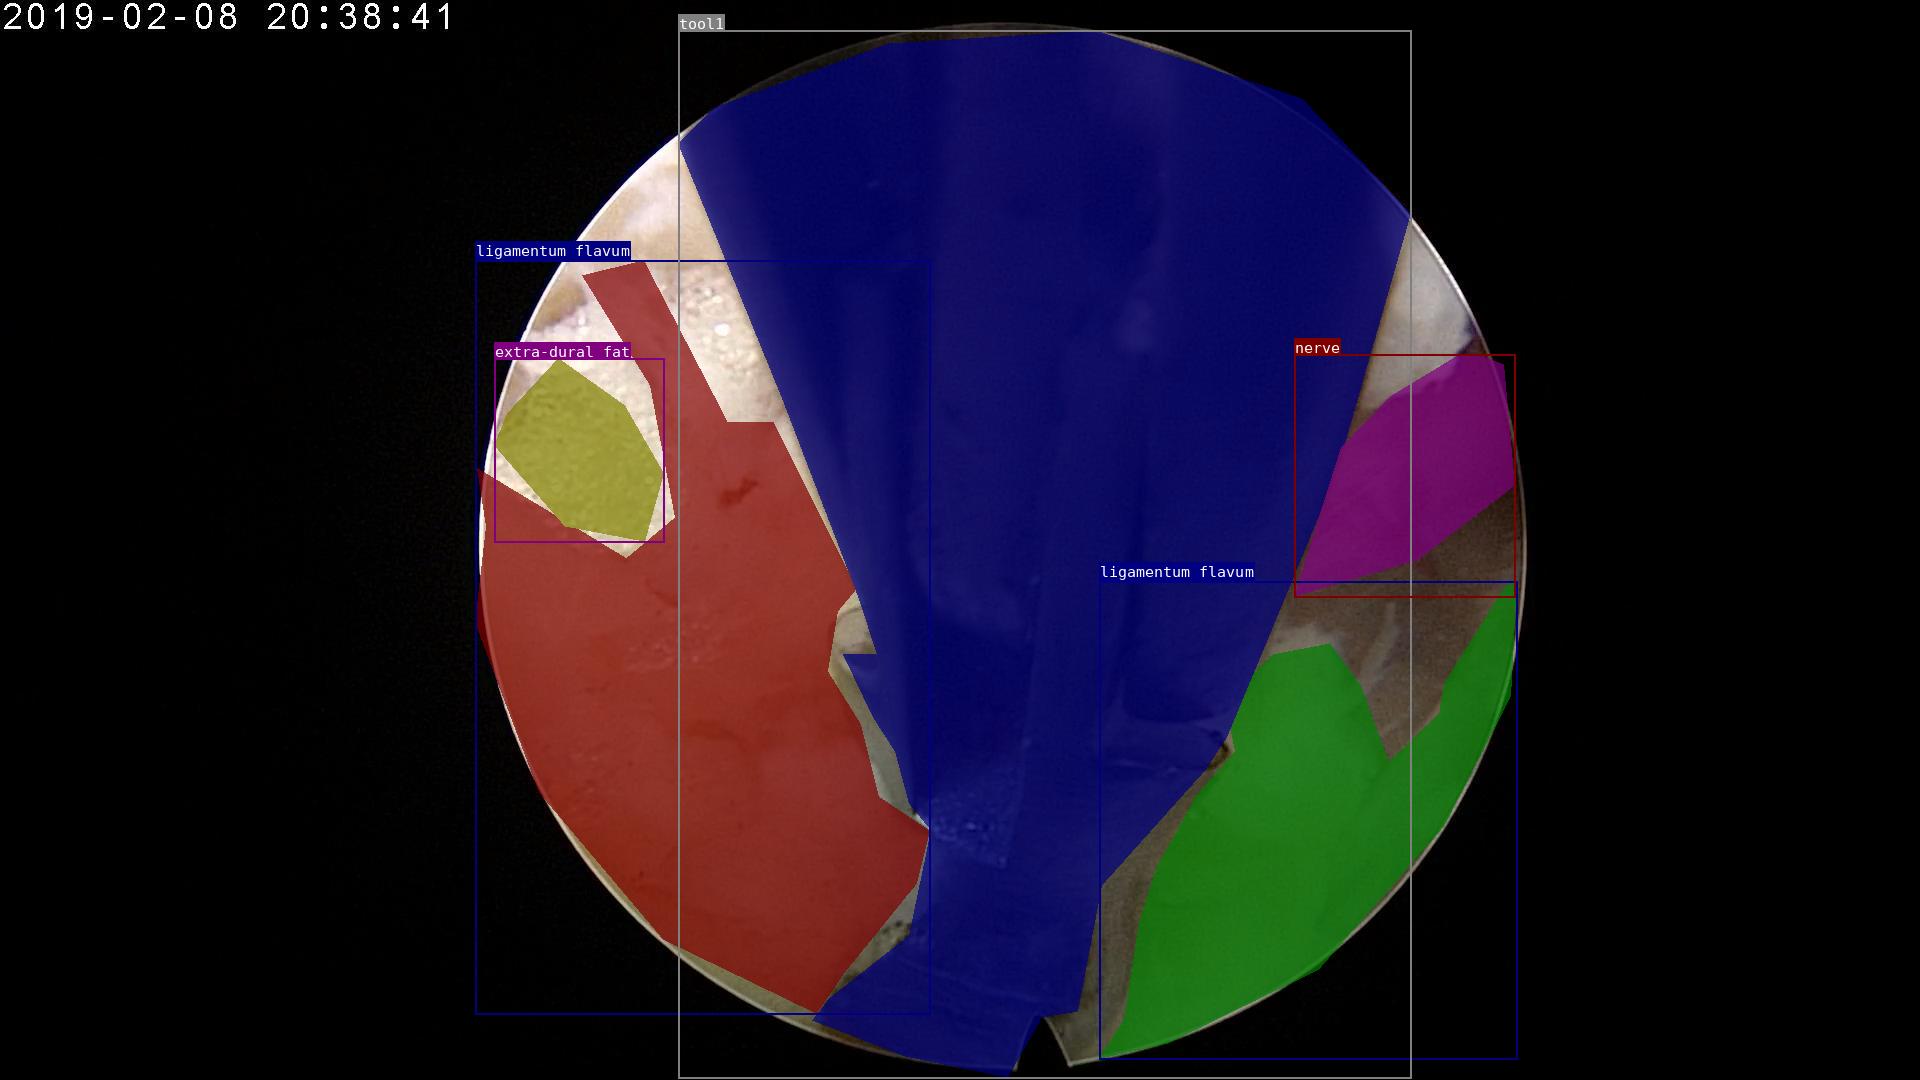 2019-02-08 20:38:41
tool1
ligamentum flavum
extra-dural fat
nerve
ligamentum flavum